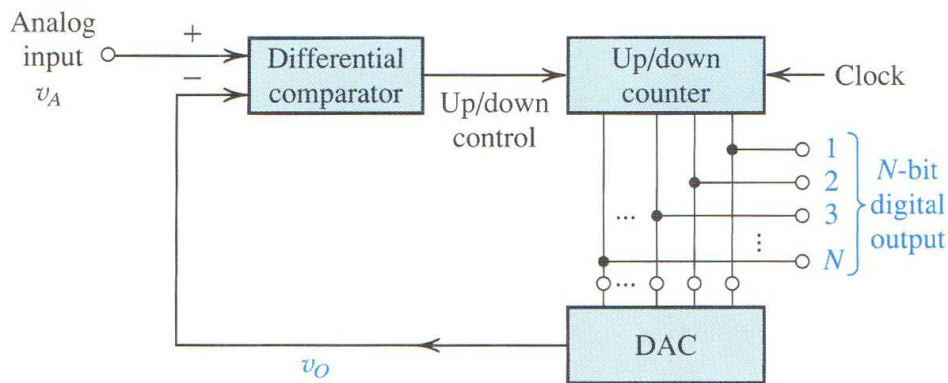 Analog
input
v_A
+
−
Differential
comparator
Up/down
control
Up/down
counter
Clock
1
2
3
...
⋮
N
...
N-bit
digital
output
DAC
v_O